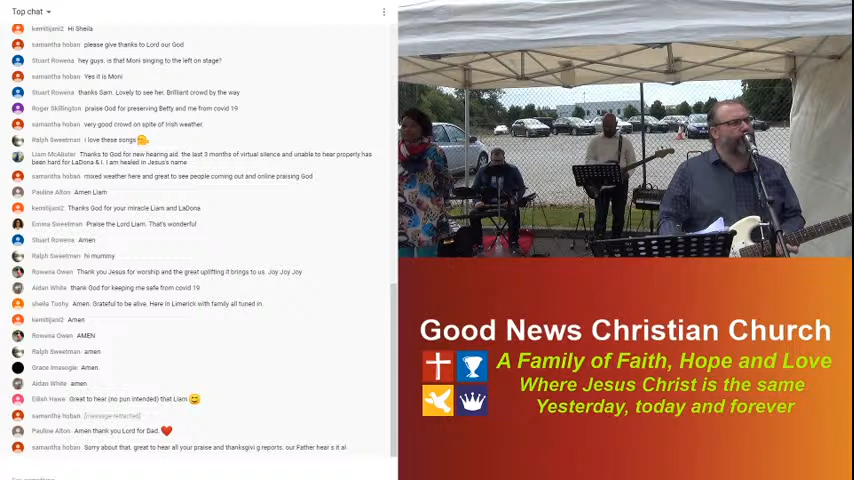 Top chat
kemitijani2 Hi Sheila
samantha hoban please give thanks to Lord our God
Stuart Rowena hey guys. is that Moni singing to the left on stage?
samantha hoban Yes it is Moni
Stuart Rowena thanks Sam. Lovely to see her. Brilliant crowd by the way
Roger Skillington praise God for preserving Betty and me from covid 19
samantha hoban very good crowd on spite of Irish weather.
Ralph Sweetman i love these songs
Liam McAlister Thanks to God for new hearing aid. the last 3 months of virtual silence and unable to hear properly has
been hard for LaDona & I. I am healed in Jesus's name
samantha hoban mixed weather here and great to see people coming out and online praising God
Pauline Alton Amen Liam
kemitijani2 Thanks God for your miracle Liam and LaDona
Emma Sweetman Praise the Lord Liam. That's wonderful
Stuart Rowena Amen
Ralph Sweetman hi mummy
Rowena Owen Thank you Jesus for worship and the great uplifting it brings to us. Joy Joy Joy
Aidan White thank God for keeping me safe from covid 19
sheila Tuohy Amen. Grateful to be alive. Here in Limerick with family all tuned in.
kemitijani2 Amen
Rowena Owen AMEN
Ralph Sweetman amen
Grace Imasogie Amen.
Aidan White amen
Eilish Hawe Great to hear (no pun intended) that Liam
samantha hoban [message retracted]
Pauline Alton Amen thank you Lord for Dad.
samantha hoban Sorry about that. great to hear all your praise and thanksgivi g reports. our Father hear s it al
Good News Christian Church
A Family of Faith, Hope and Love
Where Jesus Christ is the same
Yesterday, today and forever